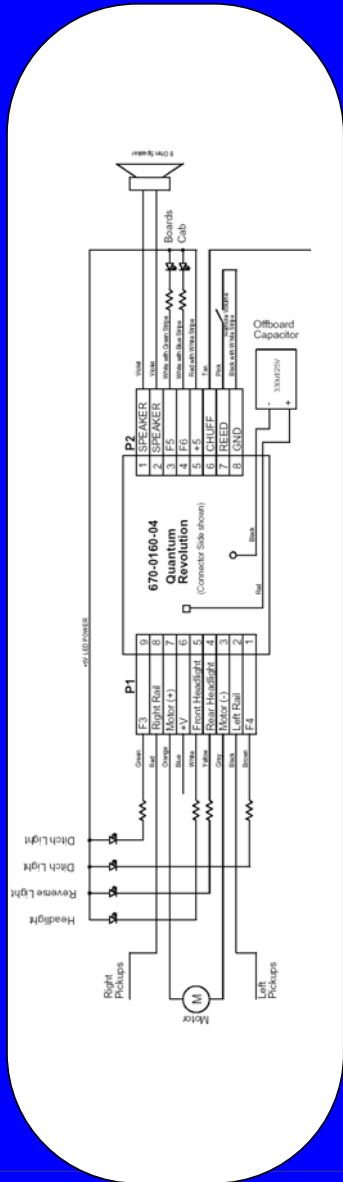 8 Ohm Speaker
Boards
Cab
Violet
Violet
White with Green Stripe
White with Blue Stripe
Red with White Stripe
Tan
Pink
Black with White Stripe
Offboard
Capacitor
330uf/25V
-
+
P2
1 SPEAKER
2 SPEAKER
3 F5
4 F6
5 +5
6 CHUFF
7 REED
8 GND
670-0160-04
Quantum
Revolution
(Connector Side shown)
Black
Red
+5V LED POWER
P1
9 F3
8 Right Rail
7 Motor (+)
6 +V
5 Front Headlight
4 Rear Headlight
3 Motor (-)
2 Left Rail
1 F4
Green
Red
Orange
Blue
White
Yellow
Gray
Black
Brown
Ditch Light
Ditch Light
Reverse Light
Headlight
Right
Pickups
M
Motor
Left
Pickups